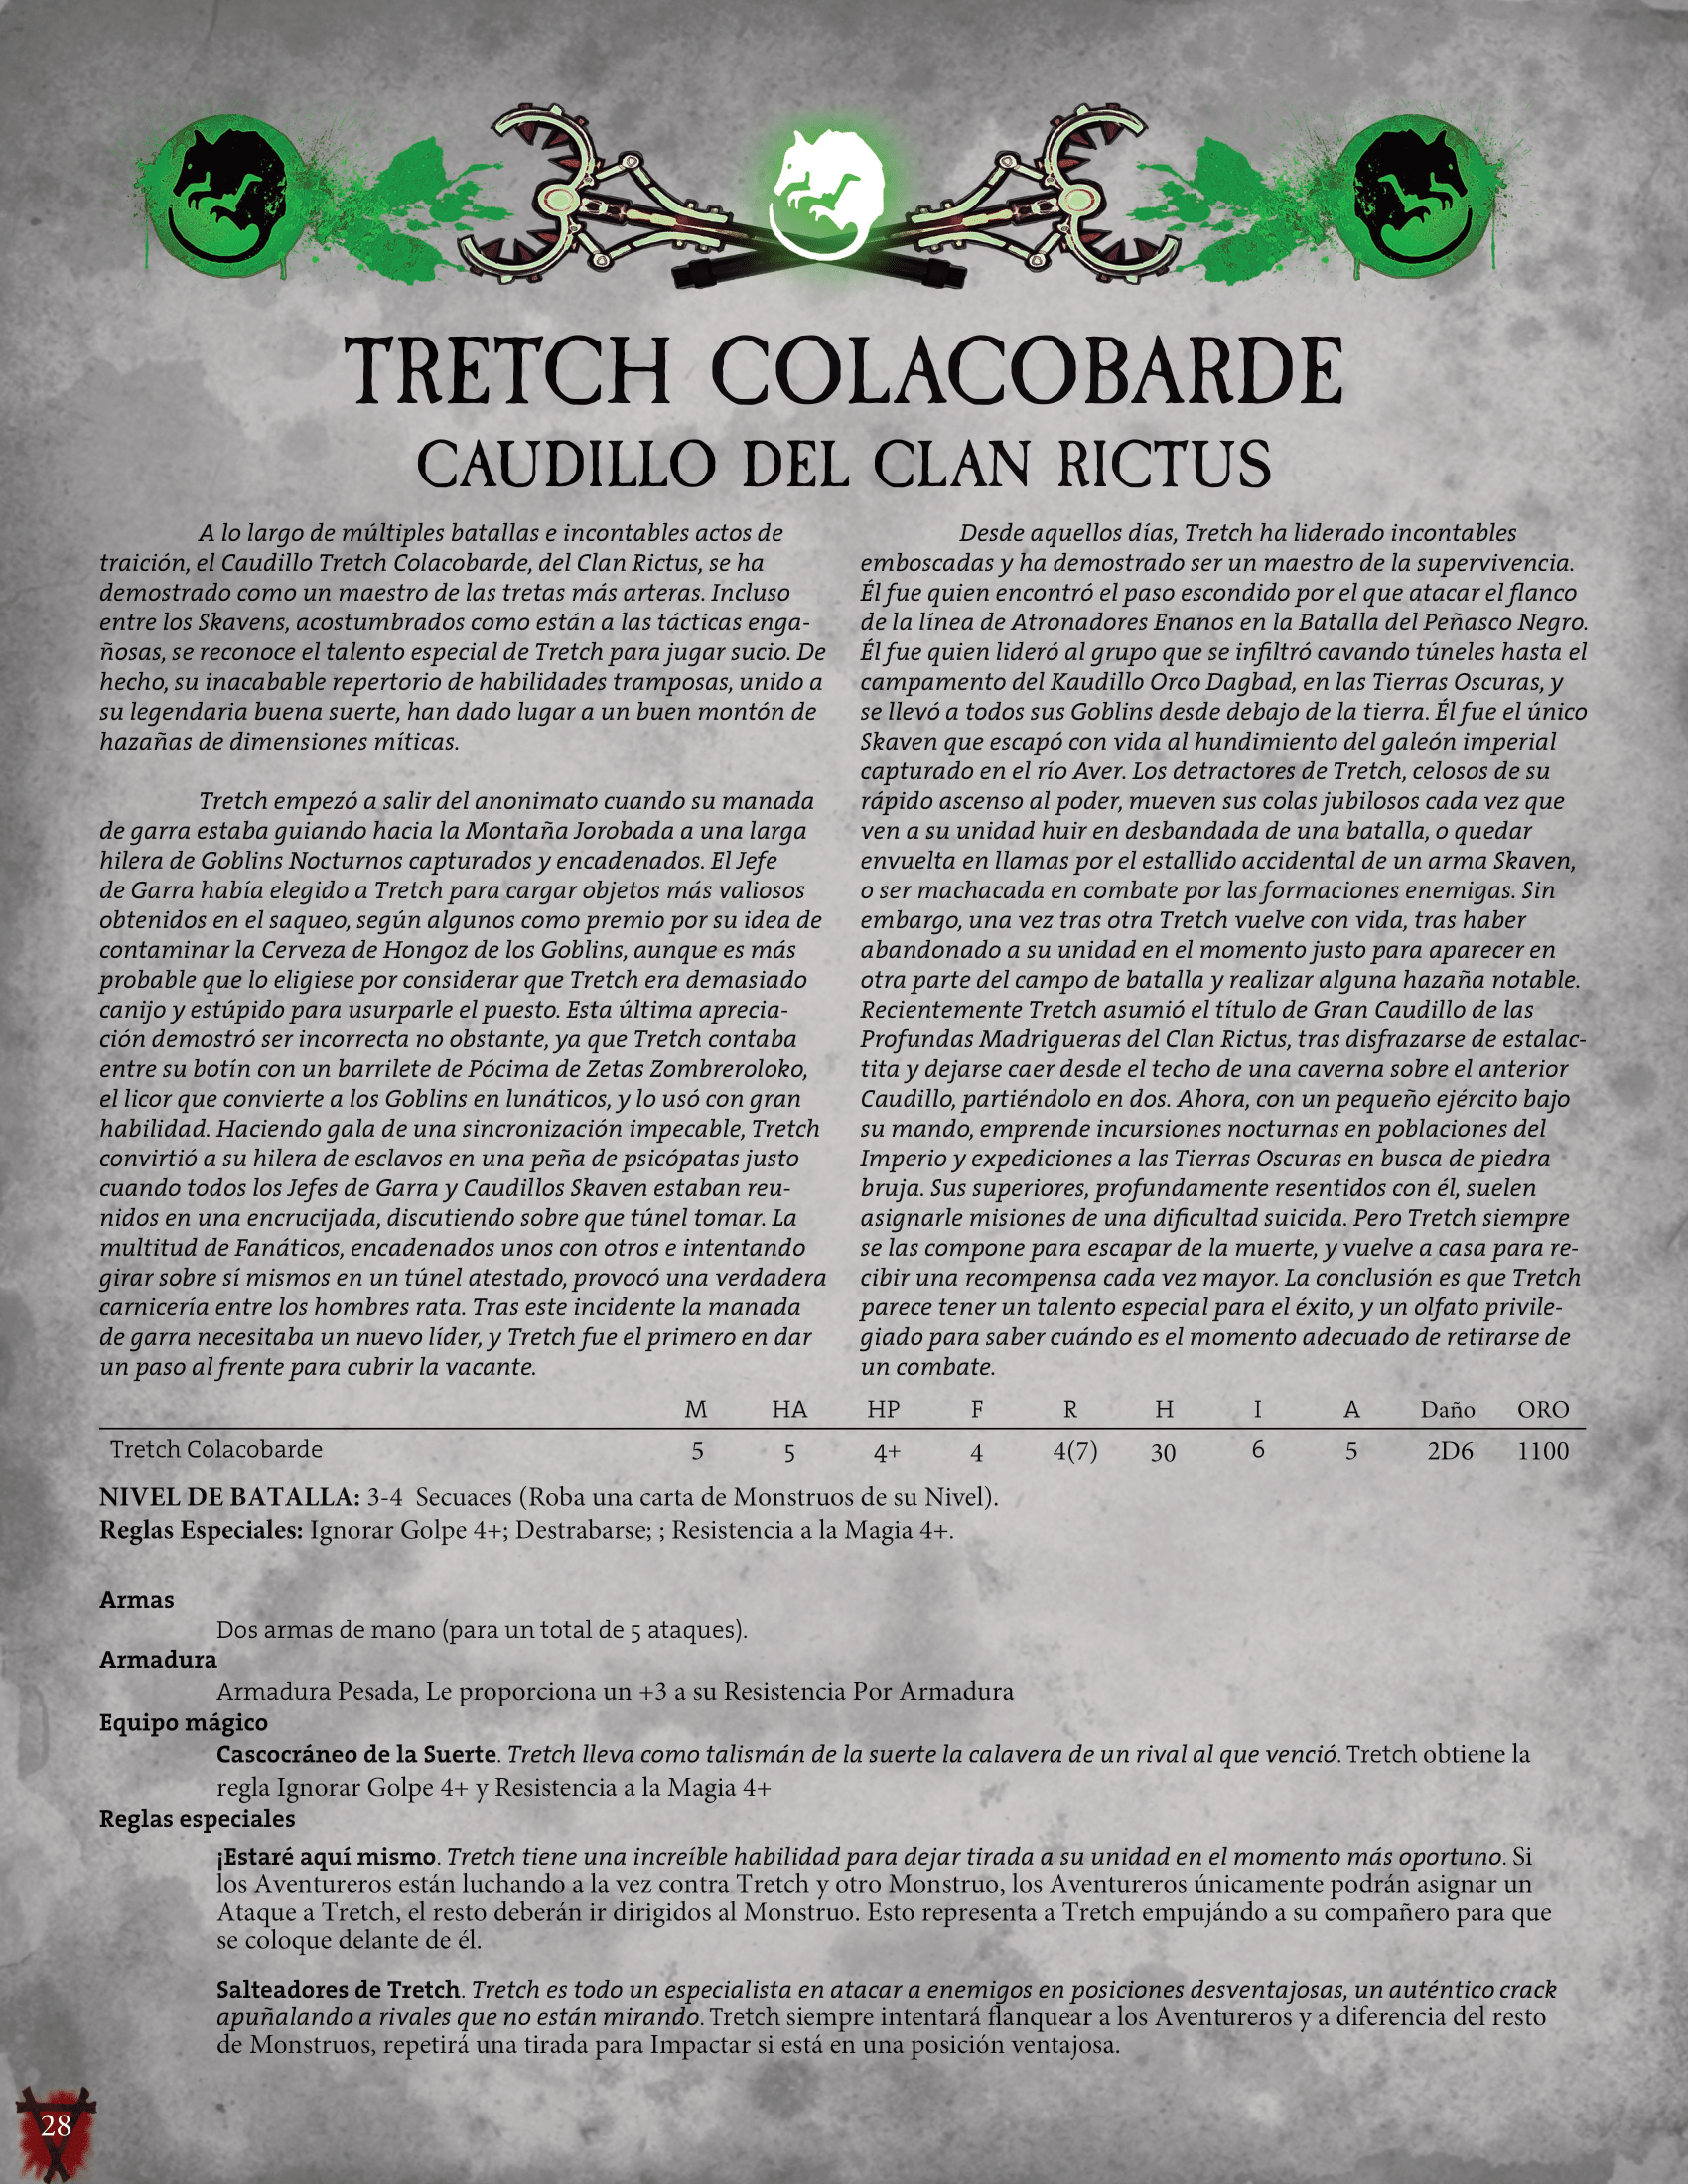 TRETCH COLACOBARDE
CAUDILLO DEL CLAN RICTUS
A lo largo de múltiples batallas e incontables actos de
traición, el Caudillo Tretch Colacobarde, del Clan Rictus, se ha
demostrado como un maestro de las tretas más arteras. Incluso
entre los Skavens, acostumbrados como están a las tácticas enga-
ñosas, se reconoce el talento especial de Tretch para jugar sucio. De
hecho, su inacabable repertorio de habilidades tramposas, unido a
su legendaria buena suerte, han dado lugar a un buen montón de
hazañas de dimensiones míticas.
Tretch empezó a salir del anonimato cuando su manada
de garra estaba guiando hacia la Montaña Jorobada a una larga
hilera de Goblins Nocturnos capturados y encadenados. El Jefe
de Garra había elegido a Tretch para cargar objetos más valiosos
obtenidos en el saqueo, según algunos como premio por su idea de
contaminar la Cerveza de Hongoz de los Goblins, aunque es más
probable que lo eligiese por considerar que Tretch era demasiado
canijo y estúpido para usurparle el puesto. Esta última aprecia-
ción demostró ser incorrecta no obstante, ya que Tretch contaba
entre su botín con un barrilete de Pócima de Zetas Zombreroloko,
el licor que convierte a los Goblins en lunáticos, y lo usó con gran
habilidad. Haciendo gala de una sincronización impecable, Tretch
convirtió a su hilera de esclavos en una peña de psicópatas justo
cuando todos los Jefes de Garra y Caudillos Skaven estaban reu-
nidos en una encrucijada, discutiendo sobre que túnel tomar. La
multitud de Fanáticos, encadenados unos con otros e intentando
girar sobre sí mismos en un túnel atestado, provocó una verdadera
carnicería entre los hombres rata. Tras este incidente la manada
de garra necesitaba un nuevo líder, y Tretch fue el primero en dar
un paso al frente para cubrir la vacante.
Desde aquellos días, Tretch ha liderado incontables
emboscadas y ha demostrado ser un maestro de la supervivencia.
Él fue quien encontró el paso escondido por el que atacar el flanco
de la línea de Atronadores Enanos en la Batalla del Peñasco Negro.
Él fue quien lideró al grupo que se infiltró cavando túneles hasta el
campamento del Kaudillo Orco Dagbad, en las Tierras Oscuras, y
se llevó a todos sus Goblins desde debajo de la tierra. Él fue el único
Skaven que escapó con vida al hundimiento del galeón imperial
capturado en el río Aver. Los detractores de Tretch, celosos de su
rápido ascenso al poder, mueven sus colas jubilosos cada vez que
ven a su unidad huir en desbandada de una batalla, o quedar
envuelta en llamas por el estallido accidental de un arma Skaven,
o ser machacada en combate por las formaciones enemigas. Sin
embargo, una vez tras otra Tretch vuelve con vida, tras haber
abandonado a su unidad en el momento justo para aparecer en
otra parte del campo de batalla y realizar alguna hazaña notable.
Recientemente Tretch asumió el título de Gran Caudillo de las
Profundas Madrigueras del Clan Rictus, tras disfrazarse de estalac-
tita y dejarse caer desde el techo de una caverna sobre el anterior
Caudillo, partiéndolo en dos. Ahora, con un pequeño ejército bajo
su mando, emprende incursiones nocturnas en poblaciones del
Imperio y expediciones a las Tierras Oscuras en busca de piedra
bruja. Sus superiores, profundamente resentidos con él, suelen
asignarle misiones de una dificultad suicida. Pero Tretch siempre
se las compone para escapar de la muerte, y vuelve a casa para re-
cibir una recompensa cada vez mayor. La conclusión es que Tretch
parece tener un talento especial para el éxito, y un olfato privile-
giado para saber cuándo es el momento adecuado de retirarse de
un combate.
M HA HP F R H I A Daño ORO
Tretch Colacobarde 5 5 4+ 4 4(7) 30 6 5 2D6 1100
NIVEL DE BATALLA: 3-4 Secuaces (Roba una carta de Monstruos de su Nivel).
Reglas Especiales: Ignorar Golpe 4+; Destrabarse; ; Resistencia a la Magia 4+.
Armas
Dos armas de mano (para un total de 5 ataques).
Armadura
Armadura Pesada, Le proporciona un +3 a su Resistencia Por Armadura
Equipo mágico
Cascocráneo de la Suerte. Tretch lleva como talismán de la suerte la calavera de un rival al que venció. Tretch obtiene la
regla Ignorar Golpe 4+ y Resistencia a la Magia 4+
Reglas especiales
¡Estaré aquí mismo. Tretch tiene una increíble habilidad para dejar tirada a su unidad en el momento más oportuno. Si
los Aventureros están luchando a la vez contra Tretch y otro Monstruo, los Aventureros únicamente podrán asignar un
Ataque a Tretch, el resto deberán ir dirigidos al Monstruo. Esto representa a Tretch empujándo a su compañero para que
se coloque delante de él.
Salteadores de Tretch. Tretch es todo un especialista en atacar a enemigos en posiciones desventajosas, un auténtico crack
apuñalando a rivales que no están mirando. Tretch siempre intentará flanquear a los Aventureros y a diferencia del resto
de Monstruos, repetirá una tirada para Impactar si está en una posición ventajosa.
28